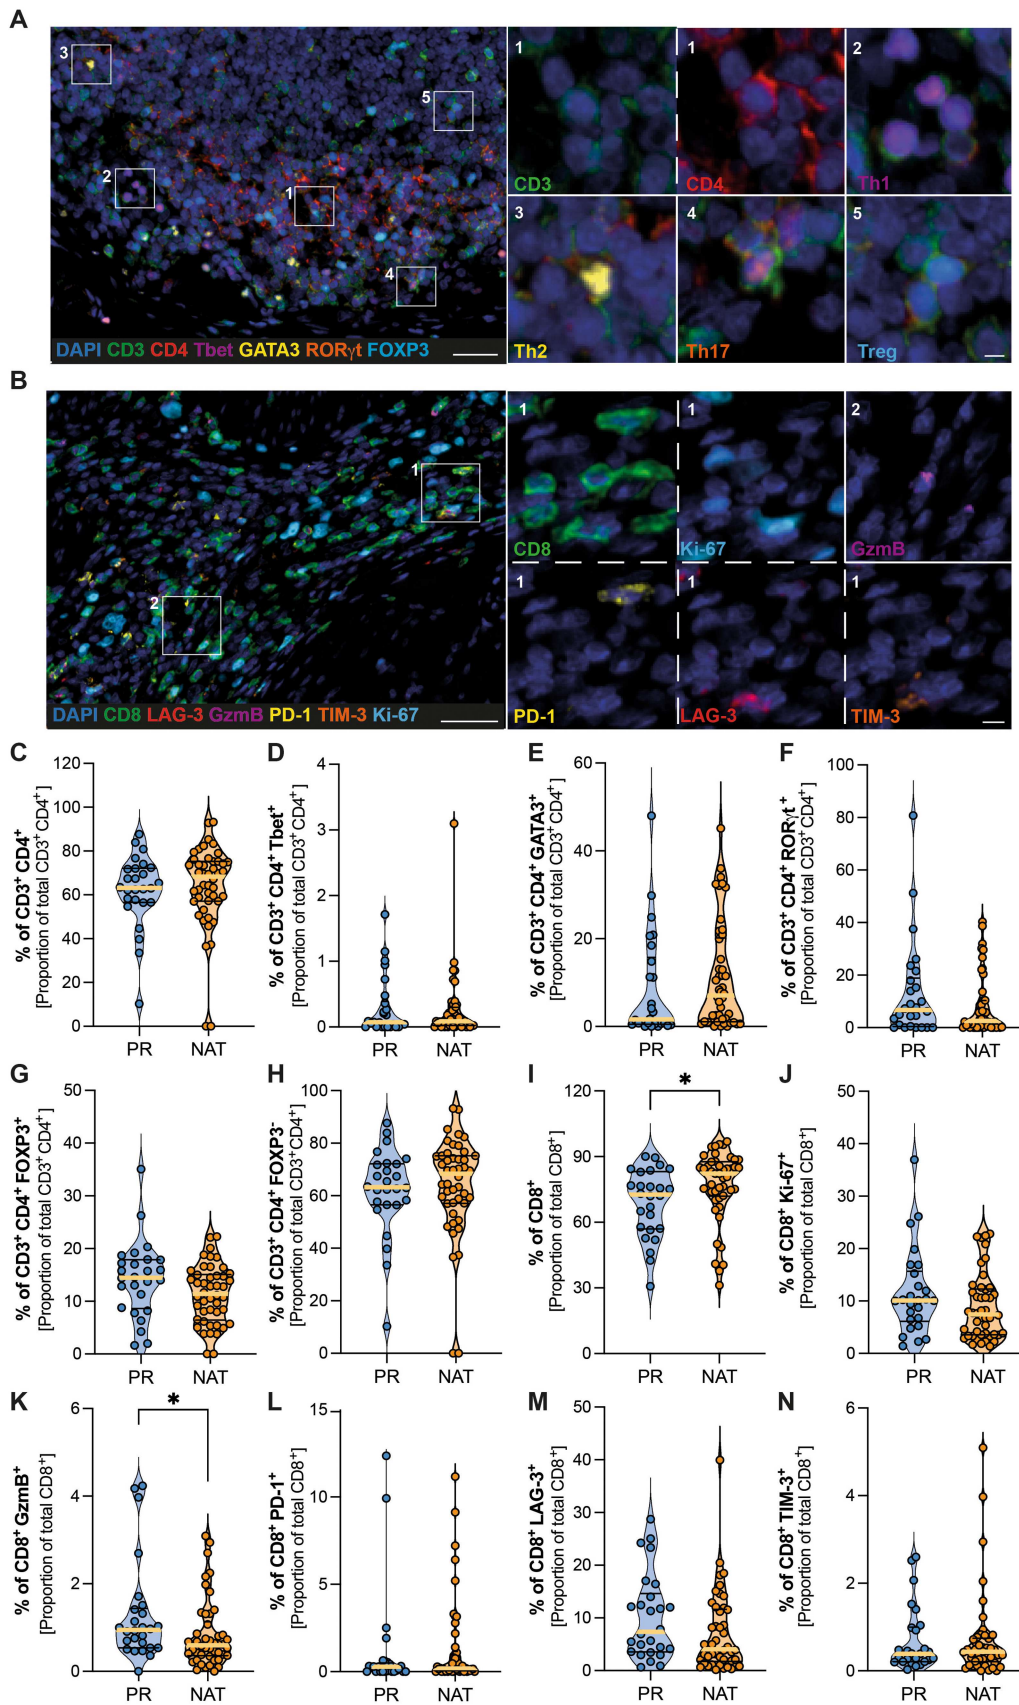 A
3
5
2
1
4
DAPI CD3 CD4 Tbet GATA3 RORγt FOXP3
1
CD3
1
CD4
2
Th1
3
Th2
4
Th17
5
Treg
B
1
2
DAPI CD8 LAG-3 GzmB PD-1 TIM-3 Ki-67
1
CD8
1
Ki-67
2
GzmB
1
PD-1
1
LAG-3
1
TIM-3
C
% of CD3⁺ CD4⁺
[Proportion of total CD3⁺ CD4⁺]
120
100
80
60
40
20
0
PR NAT
D
% of CD3⁺ CD4⁺ Tbet⁺
[Proportion of total CD3⁺ CD4⁺]
4
3
2
1
0
PR NAT
E
% of CD3⁺ CD4⁺ GATA3⁺
[Proportion of total CD3⁺ CD4⁺]
60
40
20
0
PR NAT
F
% of CD3⁺ CD4⁺ RORγt⁺
[Proportion of total CD3⁺ CD4⁺]
100
80
60
40
20
0
PR NAT
G
% of CD3⁺ CD4⁺ FOXP3⁺
[Proportion of total CD3⁺ CD4⁺]
50
40
30
20
10
0
PR NAT
H
% of CD3⁺ CD4⁺ FOXP3⁻
[Proportion of total CD3⁺ CD4⁺]
100
80
60
40
20
0
PR NAT
I
% of CD8⁺
[Proportion of total CD8⁺]
120
90
60
30
0
*
PR NAT
J
% of CD8⁺ Ki-67⁺
[Proportion of total CD8⁺]
50
40
30
20
10
0
PR NAT
K
% of CD8⁺ GzmB⁺
[Proportion of total CD8⁺]
6
4
2
0
*
PR NAT
L
% of CD8⁺ PD-1⁺
[Proportion of total CD8⁺]
15
10
5
0
PR NAT
M
% of CD8⁺ LAG-3⁺
[Proportion of total CD8⁺]
50
40
30
20
10
0
PR NAT
N
% of CD8⁺ TIM-3⁺
[Proportion of total CD8⁺]
6
4
2
0
PR NAT